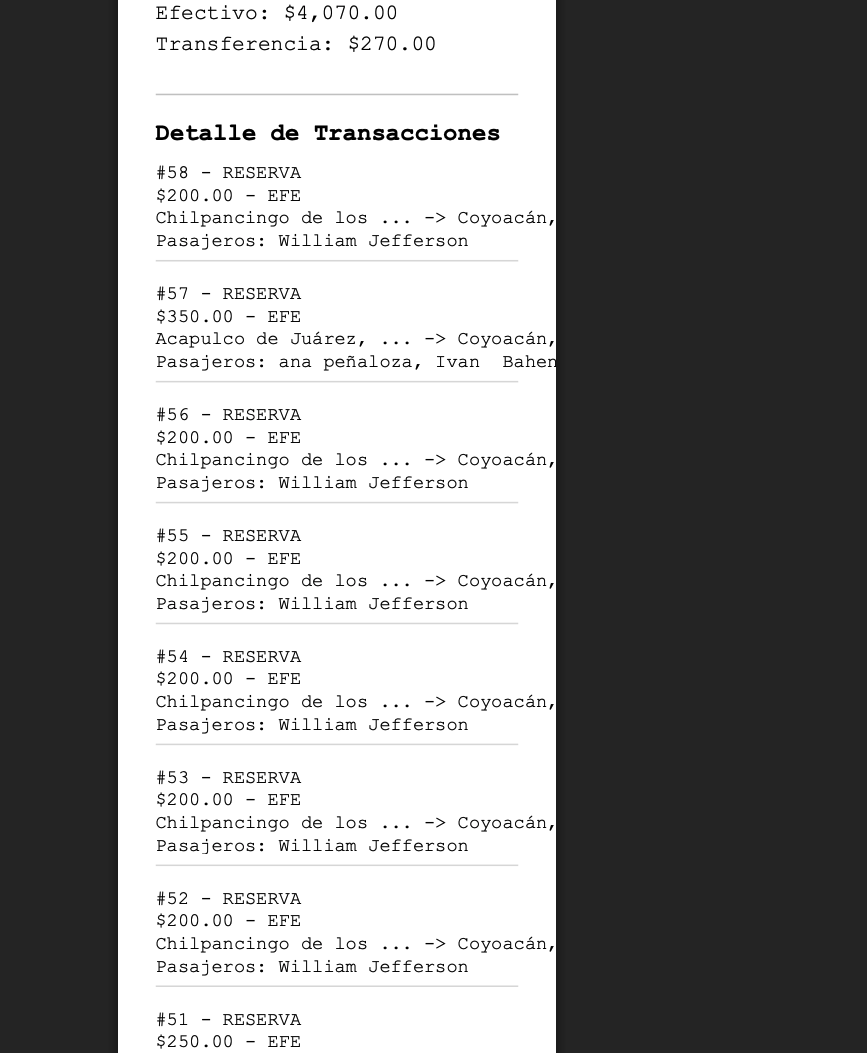 Efectivo: $4,070.00
Transferencia: $270.00
Detalle de Transacciones
#58 - RESERVA
$200.00 - EFE
Chilpancingo de los ... -> Coyoacán,
Pasajeros: William Jefferson
#57 - RESERVA
$350.00 - EFE
Acapulco de Juárez, ... -> Coyoacán,
Pasajeros: ana peñaloza, Ivan  Bahen
#56 - RESERVA
$200.00 - EFE
Chilpancingo de los ... -> Coyoacán,
Pasajeros: William Jefferson
#55 - RESERVA
$200.00 - EFE
Chilpancingo de los ... -> Coyoacán,
Pasajeros: William Jefferson
#54 - RESERVA
$200.00 - EFE
Chilpancingo de los ... -> Coyoacán,
Pasajeros: William Jefferson
#53 - RESERVA
$200.00 - EFE
Chilpancingo de los ... -> Coyoacán,
Pasajeros: William Jefferson
#52 - RESERVA
$200.00 - EFE
Chilpancingo de los ... -> Coyoacán,
Pasajeros: William Jefferson
#51 - RESERVA
$250.00 - EFE